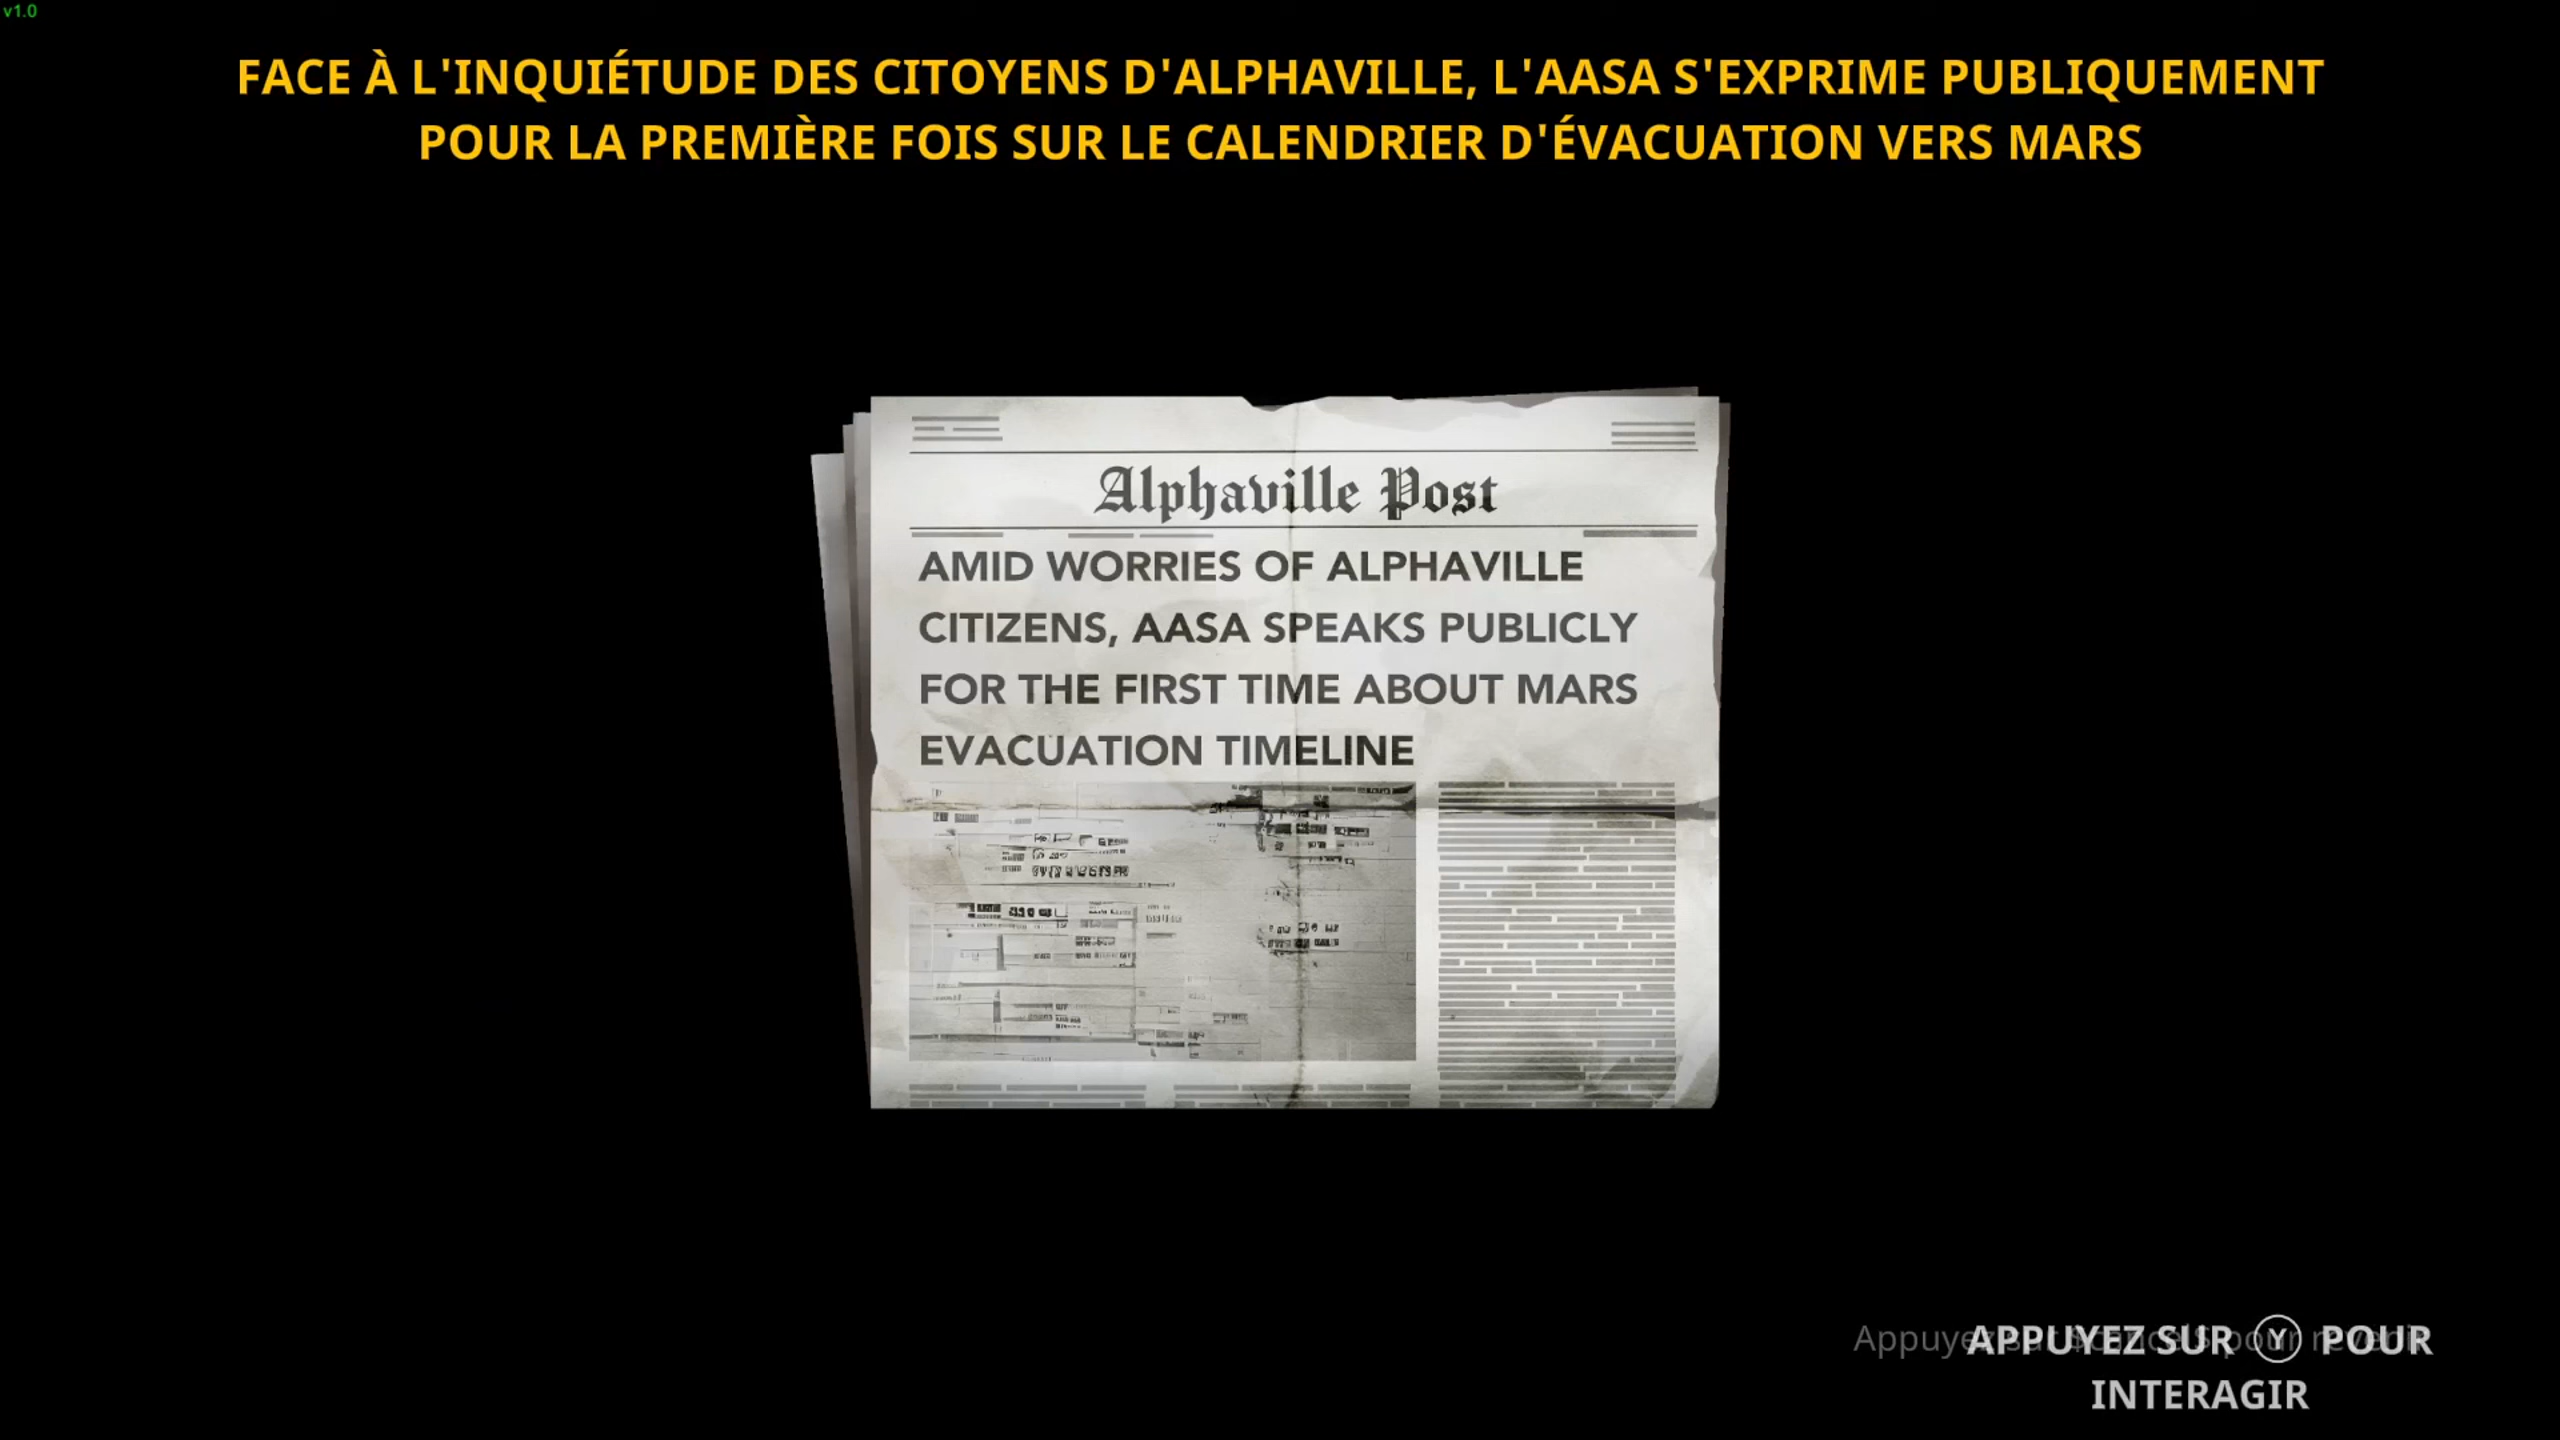 v1.0
FACE À L'INQUIÉTUDE DES CITOYENS D'ALPHAVILLE, L'AASA S'EXPRIME PUBLIQUEMENT
POUR LA PREMIÈRE FOIS SUR LE CALENDRIER D'ÉVACUATION VERS MARS
Alphaville Post
AMID WORRIES OF ALPHAVILLE
CITIZENS, AASA SPEAKS PUBLICLY
FOR THE FIRST TIME ABOUT MARS
EVACUATION TIMELINE
APPUYEZ SUR Y POUR
INTERAGIR